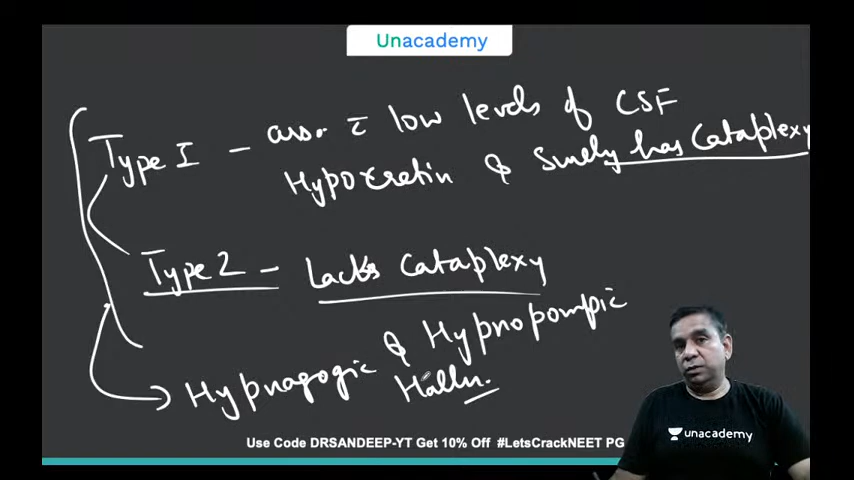 Unacademy
Type I - ass. c̄ low levels of CSF
Hypocretin & Surely has Cataplexy
Type 2 - Lacks Cataplexy
Hypnagogic & Hypnopompic
Halln.
unacademy
Use Code DRSANDEEP-YT Get 10% Off #LetsCrackNEET PG